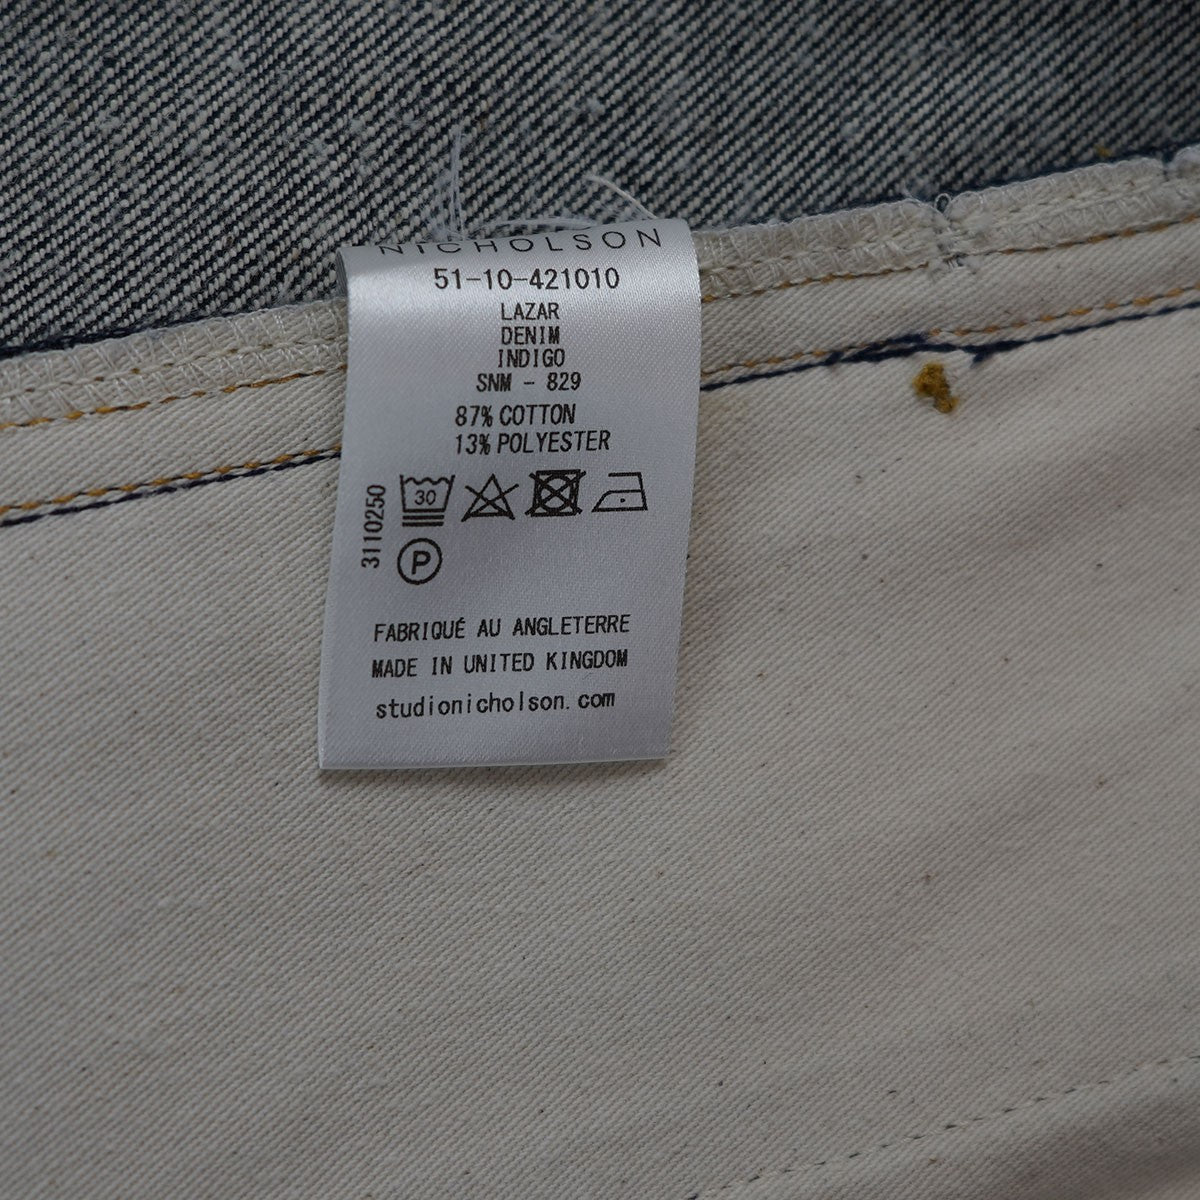 NICHOLSON
51-10-421010
LAZAR
DENIM
INDIGO
SNM - 829
87% COTTON
13% POLYESTER
30
3110250
P
FABRIQUÉ AU ANGLETERRE
MADE IN UNITED KINGDOM
studionicholson.com